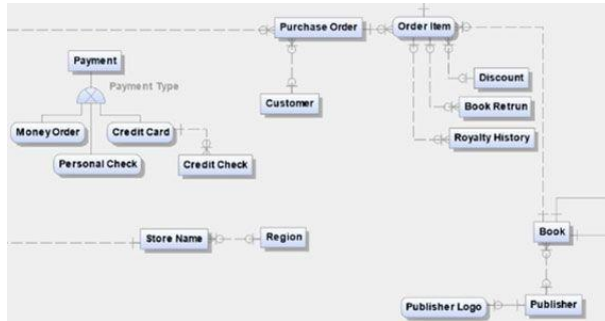 Purchase Order
Order Item
Payment
Payment Type
Discount
Customer
Book Retrun
Money Order
Credit Card
Royalty History
Personal Check
Credit Check
Store Name
Region
Book
Publisher Logo
Publisher